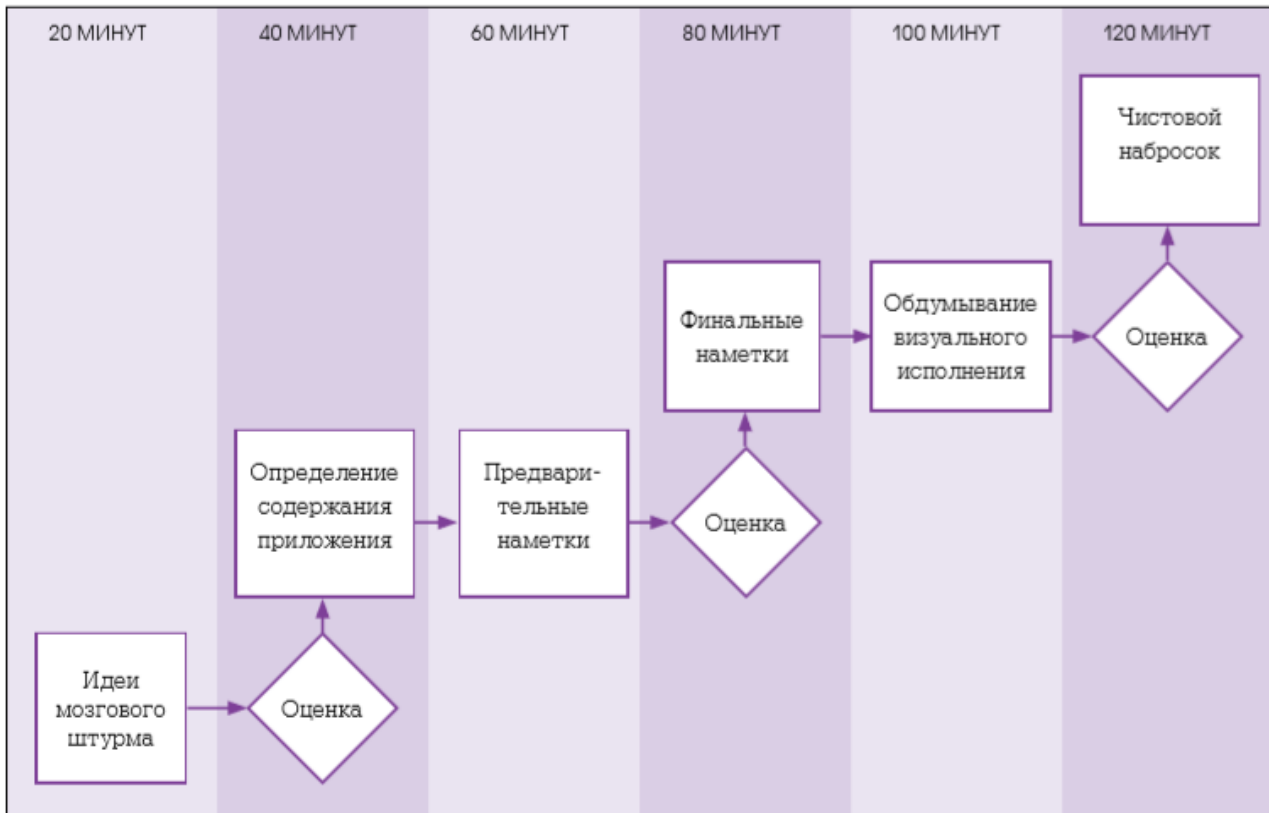 20 МИНУТ
40 МИНУТ
60 МИНУТ
80 МИНУТ
100 МИНУТ
120 МИНУТ
Идеи
мозгового
штурма
Оценка
Определение
содержания
приложения
Предвари-
тельные
наметки
Оценка
Финальные
наметки
Обдумывание
визуального
исполнения
Оценка
Чистовой
набросок